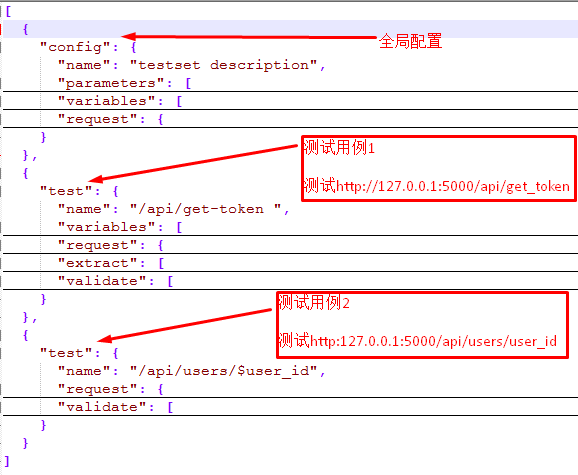 [
{
"config": {
全局配置
"name": "testset description",
"parameters": [
"variables": [
"request": {
}
},
{
测试用例1
测试http://127.0.0.1:5000/api/get_token
"test": {
"name": "/api/get-token ",
"variables": [
"request": {
"extract": [
"validate": [
}
},
{
测试用例2
测试http:127.0.0.1:5000/api/users/user_id
"test": {
"name": "/api/users/$user_id",
"request": {
"validate": [
}
}
]